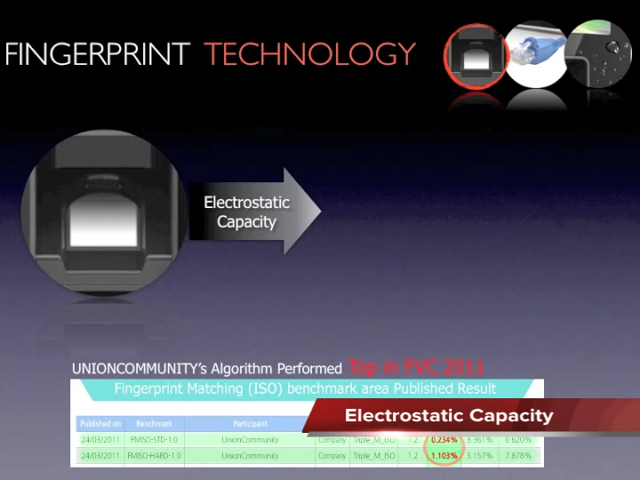 FINGERPRINT TECHNOLOGY
Electrostatic
Capacity
UNIONCOMMUNITY's Algorithm Performed Top in FVC 2011
Fingerprint Matching (ISO) benchmark area Published Result
Published on Benchmark Participant
Electrostatic Capacity
24/03/2011 FMISO-STD-1.0 UnionCommunity Company Triple_M_ISO 1.2 0.234% 3.361% 0.620%
24/03/2011 FMISO-HARD-1.0 UnionCommunity Company Triple_M_ISO 1.2 1.103% 3.157% 7.878%